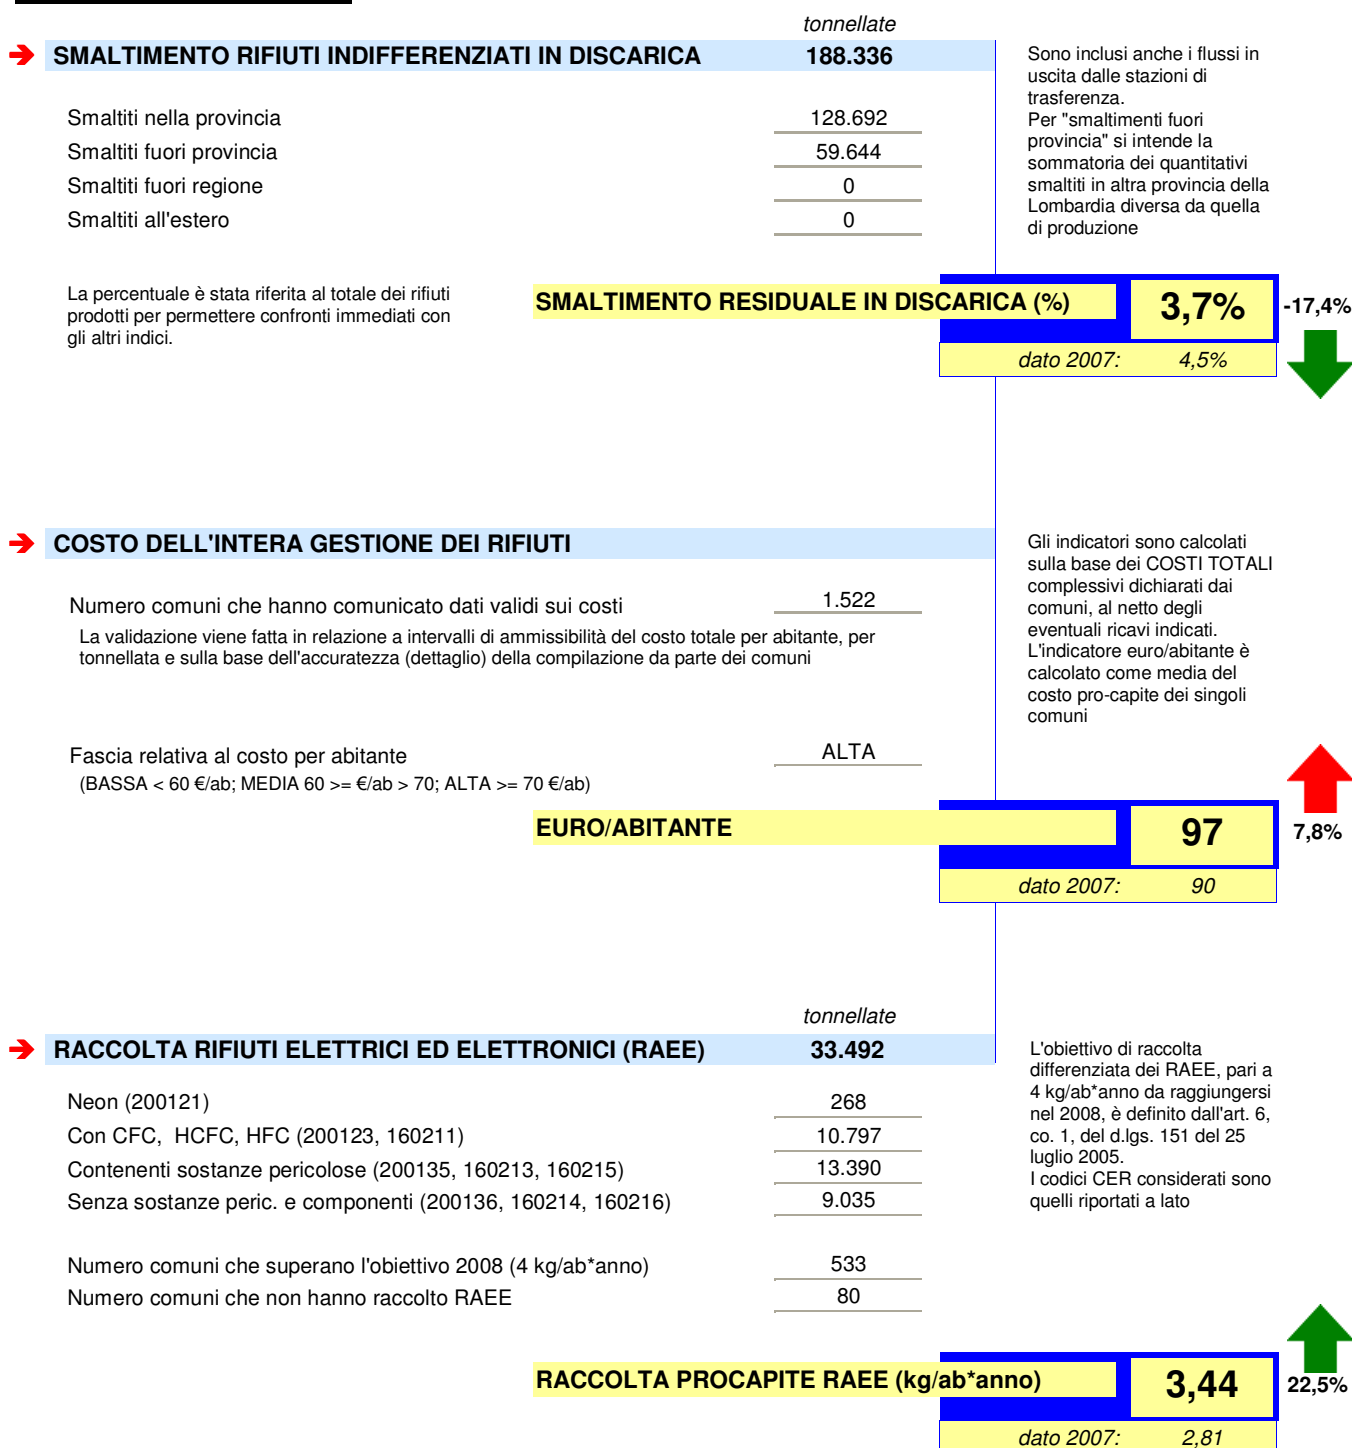 tonnellate
SMALTIMENTO RIFIUTI INDIFFERENZIATI IN DISCARICA 188.336
Smaltiti nella provincia 128.692
Smaltiti fuori provincia 59.644
Smaltiti fuori regione 0
Smaltiti all'estero 0
Sono inclusi anche i flussi in
uscita dalle stazioni di
trasferenza.
Per "smaltimenti fuori
provincia" si intende la
sommatoria dei quantitativi
smaltiti in altra provincia della
Lombardia diversa da quella
di produzione
La percentuale è stata riferita al totale dei rifiuti
prodotti per permettere confronti immediati con
gli altri indici.
SMALTIMENTO RESIDUALE IN DISCARICA (%) 3,7% -17,4%
dato 2007: 4,5%
COSTO DELL'INTERA GESTIONE DEI RIFIUTI
Numero comuni che hanno comunicato dati validi sui costi 1.522
La validazione viene fatta in relazione a intervalli di ammissibilità del costo totale per abitante, per
tonnellata e sulla base dell'accuratezza (dettaglio) della compilazione da parte dei comuni
Gli indicatori sono calcolati
sulla base dei COSTI TOTALI
complessivi dichiarati dai
comuni, al netto degli
eventuali ricavi indicati.
L'indicatore euro/abitante è
calcolato come media del
costo pro-capite dei singoli
comuni
Fascia relativa al costo per abitante ALTA
(BASSA < 60 €/ab; MEDIA 60 >= €/ab > 70; ALTA >= 70 €/ab)
EURO/ABITANTE 97 7,8%
dato 2007: 90
tonnellate
RACCOLTA RIFIUTI ELETTRICI ED ELETTRONICI (RAEE) 33.492
Neon (200121) 268
Con CFC, HCFC, HFC (200123, 160211) 10.797
Contenenti sostanze pericolose (200135, 160213, 160215) 13.390
Senza sostanze peric. e componenti (200136, 160214, 160216) 9.035
L'obiettivo di raccolta
differenziata dei RAEE, pari a
4 kg/ab*anno da raggiungersi
nel 2008, è definito dall'art. 6,
co. 1, del d.lgs. 151 del 25
luglio 2005.
I codici CER considerati sono
quelli riportati a lato
Numero comuni che superano l'obiettivo 2008 (4 kg/ab*anno) 533
Numero comuni che non hanno raccolto RAEE 80
RACCOLTA PROCAPITE RAEE (kg/ab*anno) 3,44 22,5%
dato 2007: 2,81